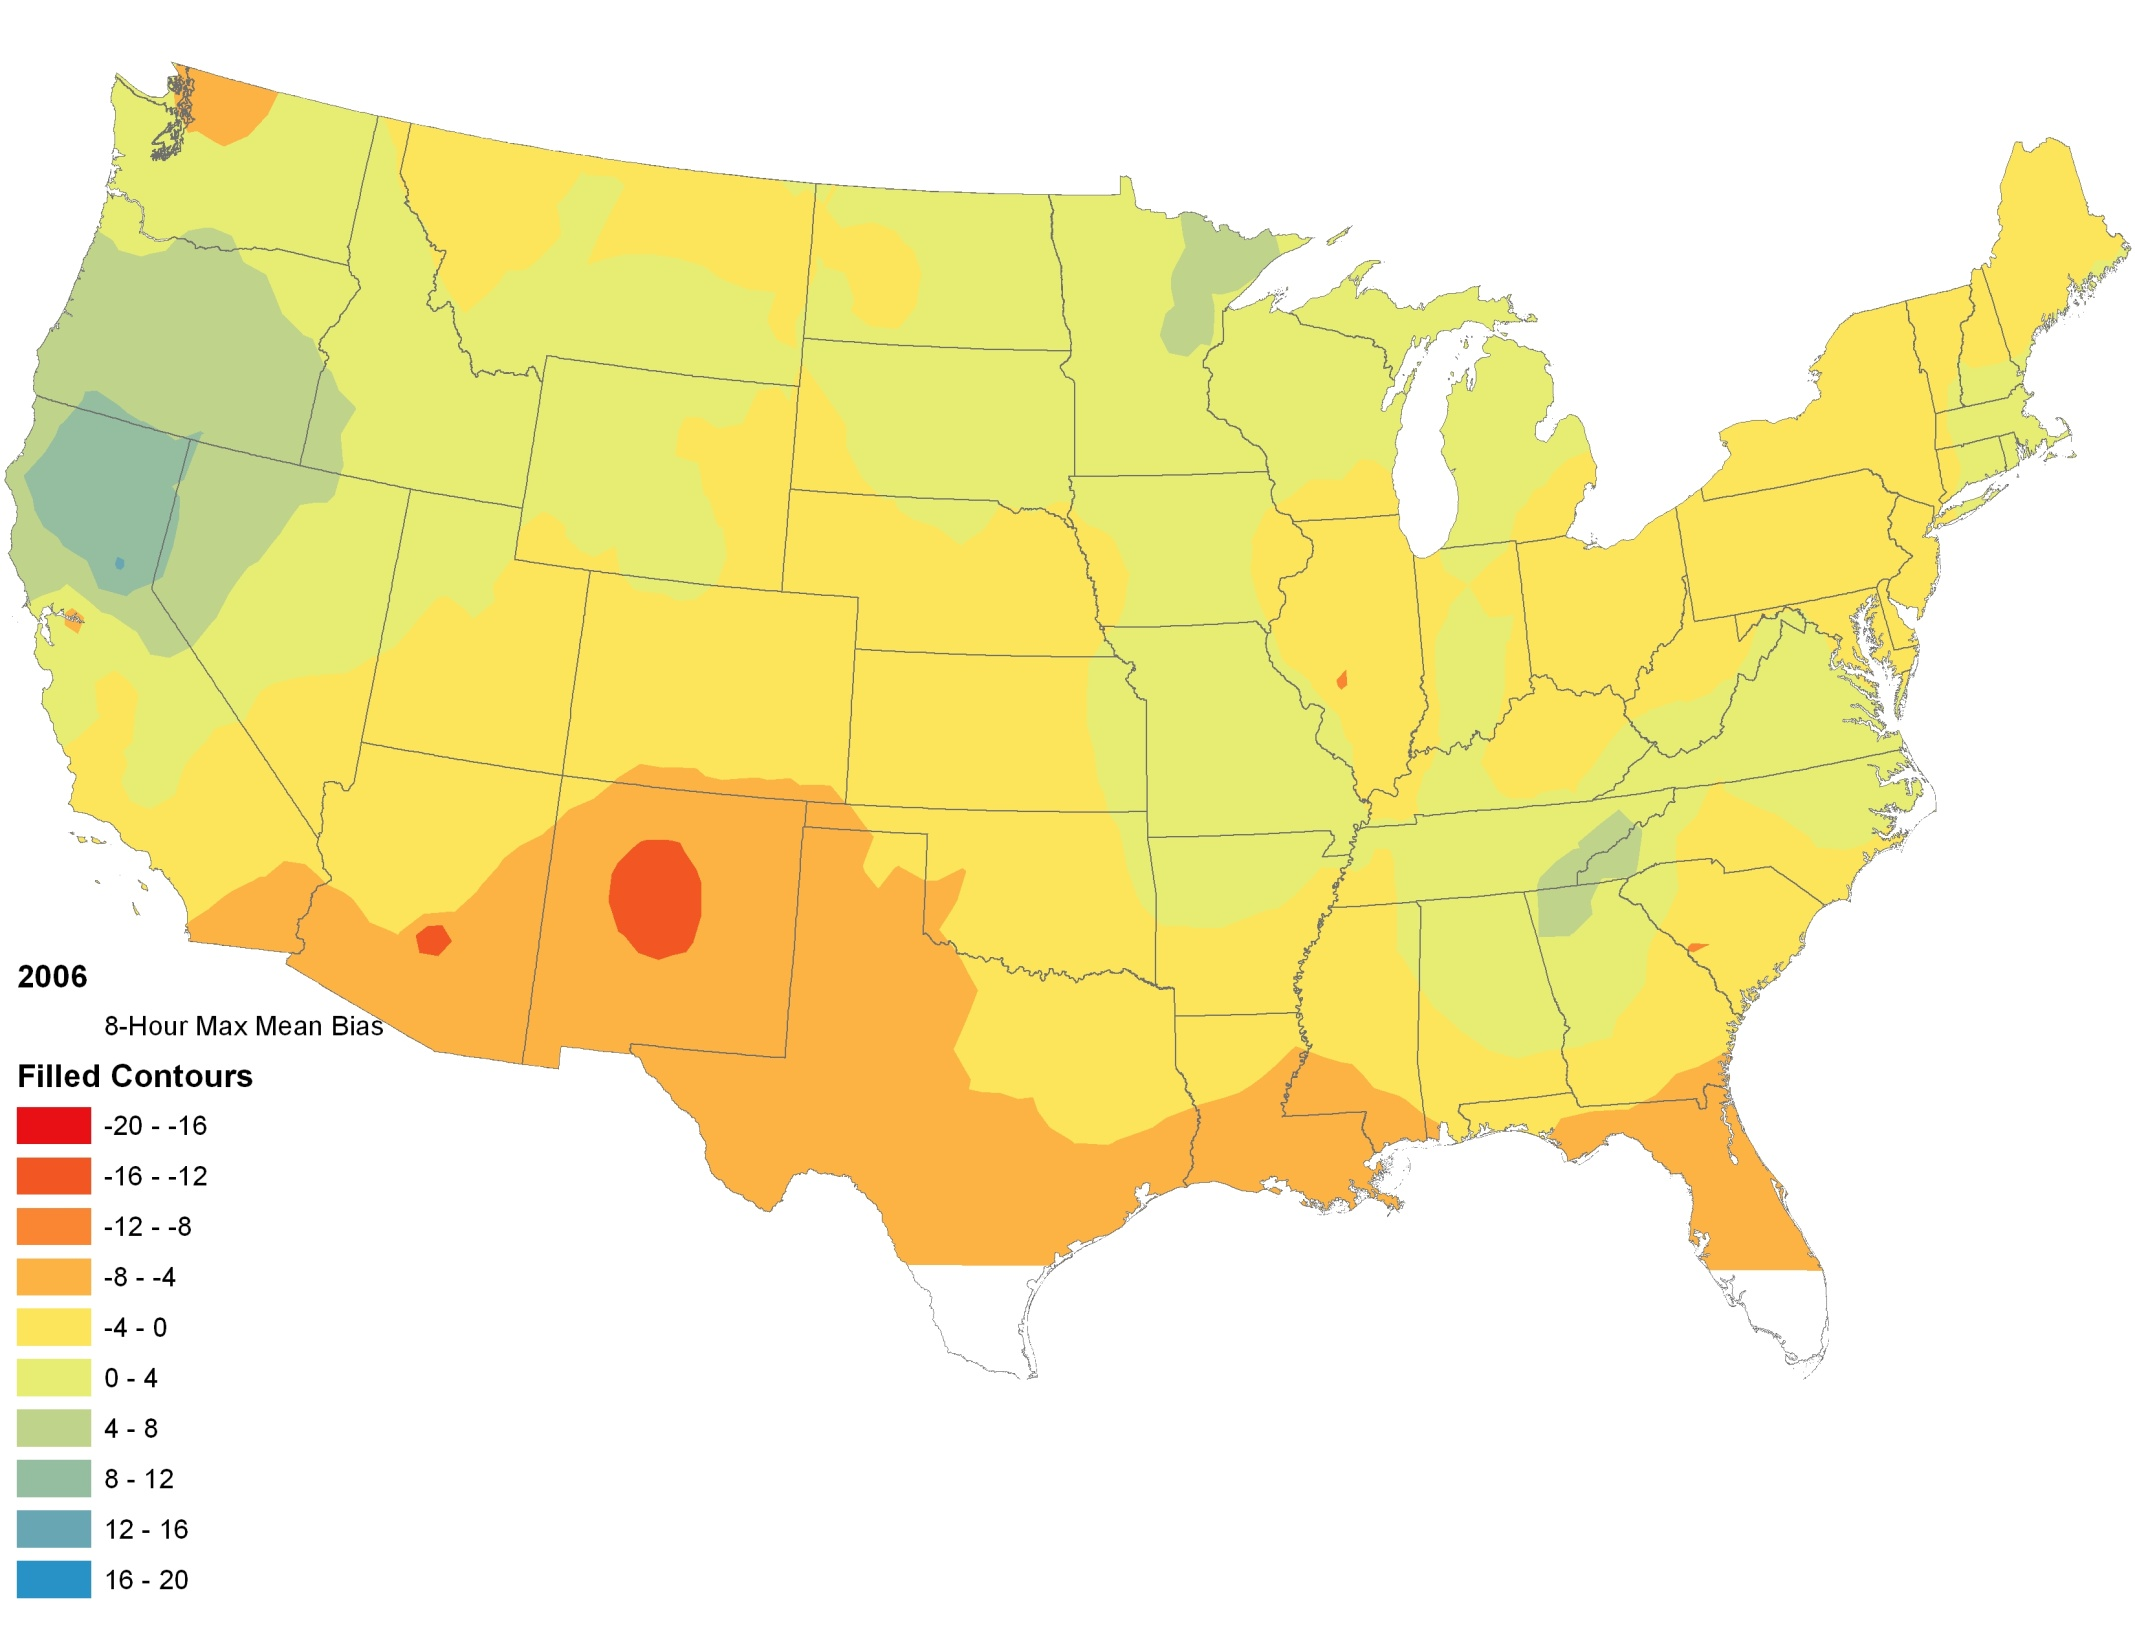 2006
8-Hour Max Mean Bias
Filled Contours
-20 - -16
-16 - -12
-12 - -8
-8 - -4
-4 - 0
0 - 4
4 - 8
8 - 12
12 - 16
16 - 20